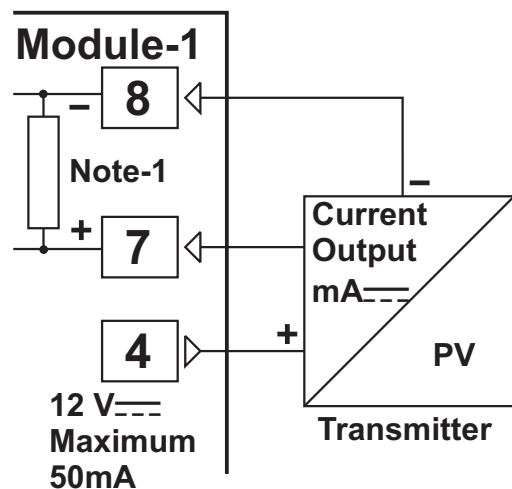 Module-1
8
−
Note-1
+
7
4
12 V⎓
Maximum
50mA
−
Current
Output
mA⎓
+
PV
Transmitter